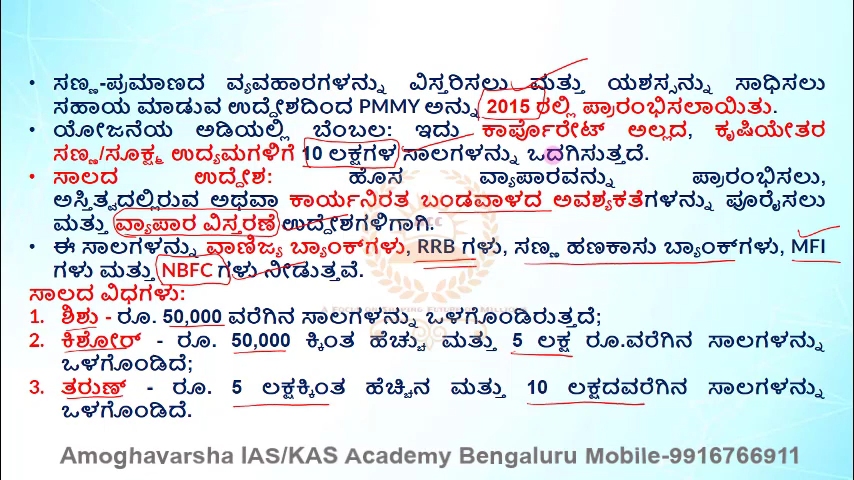 • ಸಣ್ಣ-ಪ್ರಮಾಣದ ವ್ಯವಹಾರಗಳನ್ನು ವಿಸ್ತರಿಸಲು ಮತ್ತು ಯಶಸ್ಸನ್ನು ಸಾಧಿಸಲು
ಸಹಾಯ ಮಾಡುವ ಉದ್ದೇಶದಿಂದ PMMY ಅನ್ನು 2015 ರಲ್ಲಿ ಪ್ರಾರಂಭಿಸಲಾಯಿತು.
• ಯೋಜನೆಯ ಅಡಿಯಲ್ಲಿ ಬೆಂಬಲ: ಇದು ಕಾರ್ಪೊರೇಟ್ ಅಲ್ಲದ, ಕೃಷಿಯೇತರ
ಸಣ್ಣ/ಸೂಕ್ಷ್ಮ ಉದ್ಯಮಗಳಿಗೆ 10 ಲಕ್ಷಗಳ ಸಾಲಗಳನ್ನು ಒದಗಿಸುತ್ತದೆ.
• ಸಾಲದ ಉದ್ದೇಶ: ಹೊಸ ವ್ಯಾಪಾರವನ್ನು ಪ್ರಾರಂಭಿಸಲು,
ಅಸ್ತಿತ್ವದಲ್ಲಿರುವ ಅಥವಾ ಕಾರ್ಯನಿರತ ಬಂಡವಾಳದ ಅವಶ್ಯಕತೆಗಳನ್ನು ಪೂರೈಸಲು
ಮತ್ತು ವ್ಯಾಪಾರ ವಿಸ್ತರಣೆ ಉದ್ದೇಶಗಳಿಗಾಗಿ.
• ಈ ಸಾಲಗಳನ್ನು ವಾಣಿಜ್ಯ ಬ್ಯಾಂಕ್‌ಗಳು, RRB ಗಳು, ಸಣ್ಣ ಹಣಕಾಸು ಬ್ಯಾಂಕ್‌ಗಳು, MFI
ಗಳು ಮತ್ತು NBFC ಗಳು ನೀಡುತ್ತವೆ.
ಸಾಲದ ವಿಧಗಳು:
1. ಶಿಶು - ರೂ. 50,000 ವರೆಗಿನ ಸಾಲಗಳನ್ನು ಒಳಗೊಂಡಿರುತ್ತದೆ;
2. ಕಿಶೋರ್ - ರೂ. 50,000 ಕ್ಕಿಂತ ಹೆಚ್ಚು ಮತ್ತು 5 ಲಕ್ಷ ರೂ.ವರೆಗಿನ ಸಾಲಗಳನ್ನು
ಒಳಗೊಂಡಿದೆ;
3. ತರುಣ್ - ರೂ. 5 ಲಕ್ಷಕ್ಕಿಂತ ಹೆಚ್ಚಿನ ಮತ್ತು 10 ಲಕ್ಷದವರೆಗಿನ ಸಾಲಗಳನ್ನು
ಒಳಗೊಂಡಿದೆ.
Amoghavarsha IAS/KAS Academy Bengaluru Mobile-9916766911